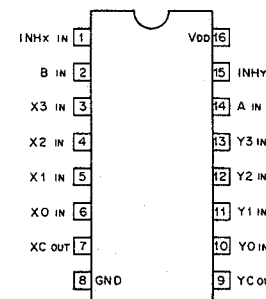 INHX IN 1 VDD 16
B IN 2 15 INHY
X3 IN 3 14 A IN
X2 IN 4 13 Y3 IN
X1 IN 5 12 Y2 IN
X0 IN 6 11 Y1 IN
XC OUT 7 10 Y0 IN
8 GND 9 YC OU